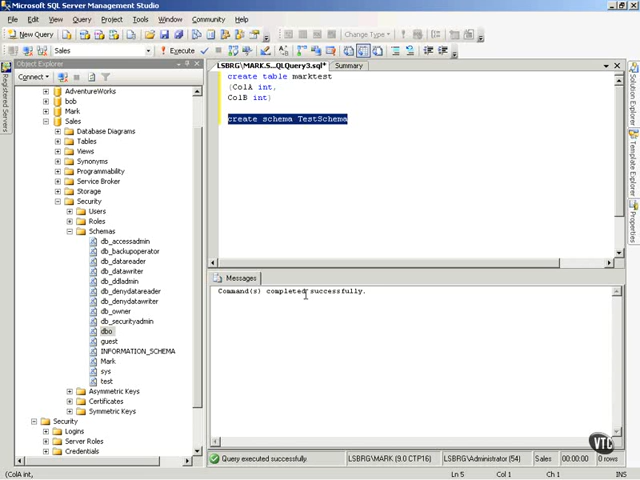 Microsoft SQL Server Management Studio
File Edit View Query Project Tools Window Community Help
New Query Change Type
Sales Execute
Registered Servers
Object Explorer
Connect
AdventureWorks
bob
Mark
Sales
Database Diagrams
Tables
Views
Synonyms
Programmability
Service Broker
Storage
Security
Users
Roles
Schemas
db_accessadmin
db_backupoperator
db_datareader
db_datawriter
db_ddladmin
db_denydatareader
db_denydatawriter
db_owner
db_securityadmin
dbo
guest
INFORMATION_SCHEMA
Mark
sys
test
Asymmetric Keys
Certificates
Symmetric Keys
Security
Logins
Server Roles
Credentials
LSBRG\MARK.S...QLQuery3.sql* Summary
create table marktest
(ColA int,
ColB int)
create schema TestSchema
Messages
Command(s) completed successfully.
Solution Explorer
Template Explorer
Properties
VTC
Query executed successfully. LSBRG\MARK (9.0 CTP16) LSBRG\Administrator (54) Sales 00:00:00 0 rows
(ColA int, Ln 5 Col 1 Ch 1 INS